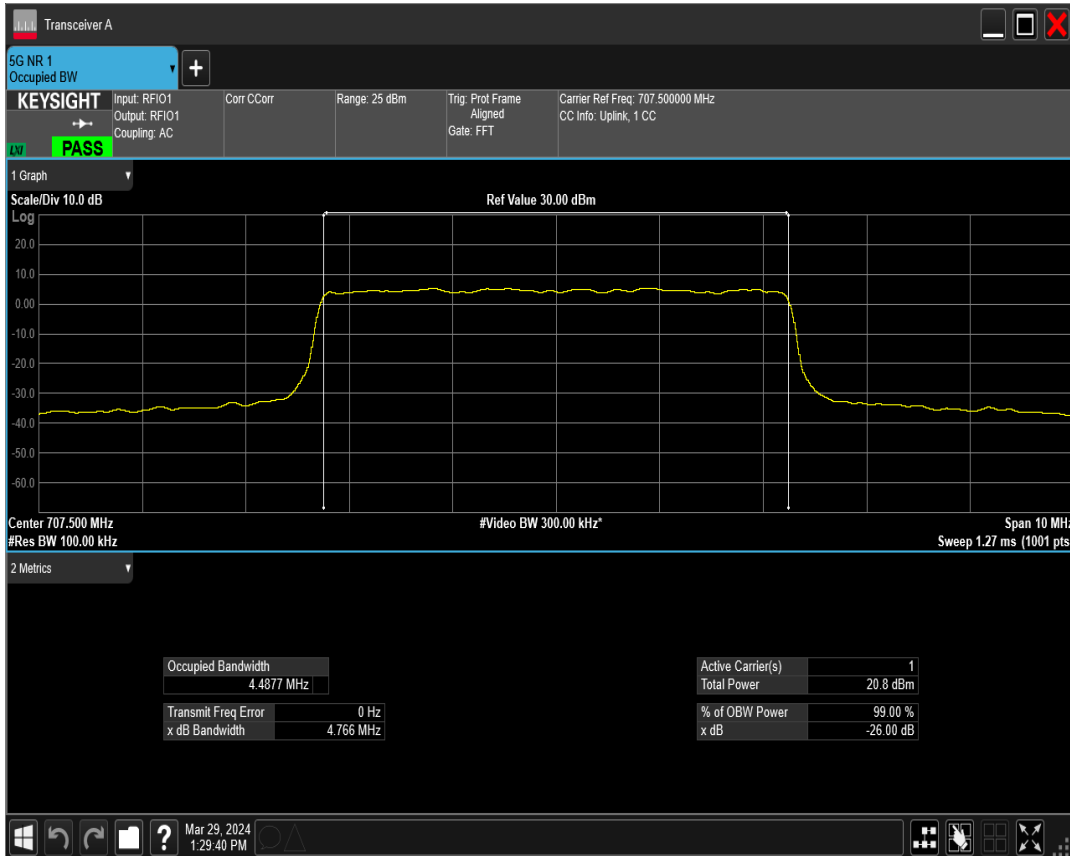 Transceiver A
5G NR 1
Occupied BW
KEYSIGHT
LXI
PASS
Input: RFIO1
Output: RFIO1
Coupling: AC
Corr CCorr
Range: 25 dBm
Trig: Prot Frame
Aligned
Gate: FFT
Carrier Ref Freq: 707.500000 MHz
CC Info: Uplink, 1 CC
1 Graph
Scale/Div 10.0 dB
Ref Value 30.00 dBm
Log
20.0
10.0
0.00
-10.0
-20.0
-30.0
-40.0
-50.0
-60.0
Center 707.500 MHz
#Video BW 300.00 kHz*
Span 10 MHz
#Res BW 100.00 kHz
Sweep 1.27 ms (1001 pts
2 Metrics
Occupied Bandwidth
4.4877 MHz
Transmit Freq Error 0 Hz
x dB Bandwidth 4.766 MHz
Active Carrier(s) 1
Total Power 20.8 dBm
% of OBW Power 99.00 %
x dB -26.00 dB
Mar 29, 2024
1:29:40 PM